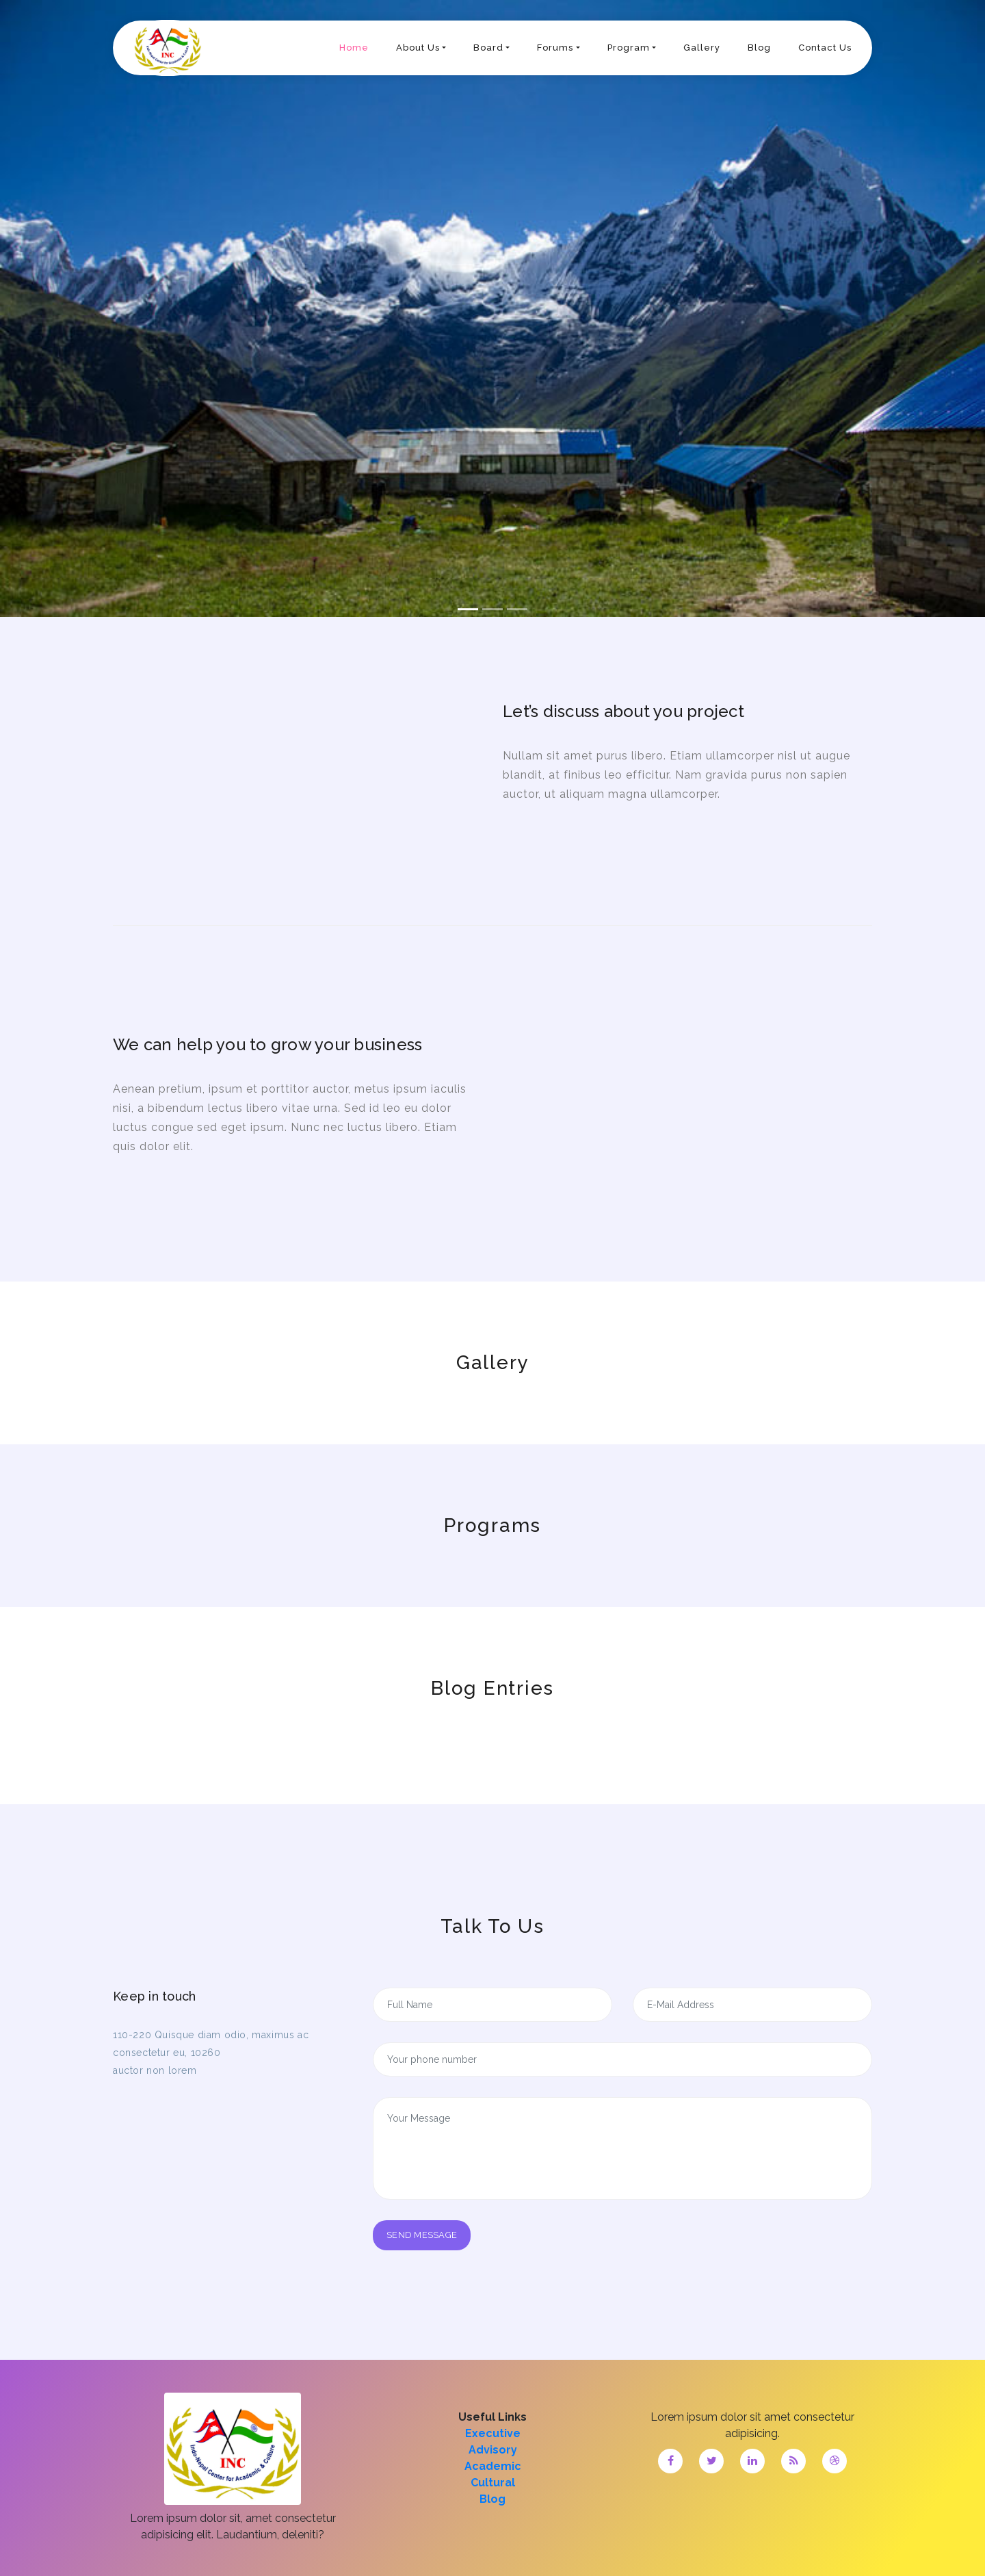 INC
Home
About Us
Board
Forums
Program
Gallery
Blog
Contact Us
Let’s discuss about you project
Nullam sit amet purus libero. Etiam ullamcorper nisl ut augue
blandit, at finibus leo efficitur. Nam gravida purus non sapien
auctor, ut aliquam magna ullamcorper.
We can help you to grow your business
Aenean pretium, ipsum et porttitor auctor, metus ipsum iaculis
nisi, a bibendum lectus libero vitae urna. Sed id leo eu dolor
luctus congue sed eget ipsum. Nunc nec luctus libero. Etiam
quis dolor elit.
Gallery
Programs
Blog Entries
Talk To Us
Keep in touch
110-220 Quisque diam odio, maximus ac
consectetur eu, 10260
auctor non lorem
Full Name
E-Mail Address
Your phone number
Your Message
SEND MESSAGE
INC
Indo-Nepal Center for Academic & Culture
Lorem ipsum dolor sit, amet consectetur
adipisicing elit. Laudantium, deleniti?
Useful Links
Executive
Advisory
Academic
Cultural
Blog
Lorem ipsum dolor sit amet consectetur
adipisicing.